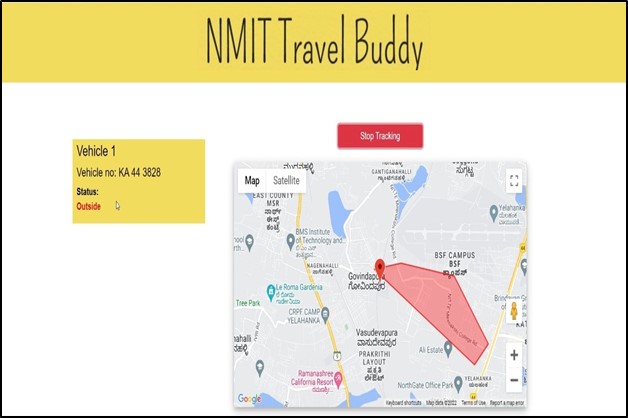 NMIT Travel Buddy
Stop Tracking
Vehicle 1
Vehicle no: KA 44 3828
Status:
Outside
Map
Satellite
GANTIGANAHALLI
EAST COUNTY
MSR
BMS Institute
of Technology and
NAGENAHALLI
Govindapura
ಗೋವಿಂದಪುರ
BSF CAMPUS
Yelahanka
Le Roma Gardenia
Tree Park
CRPF CAMP
YELAHANKA
Vasudevapura
ವಾಸುದೇವಪುರ
PRAKRITHI
LAYOUT
Ali Estate
Ramanashree
California Resort
NorthGate Office Park
YELAHANKA
Google
Keyboard shortcuts
Map data ©2022
Terms of Use
Report a map error